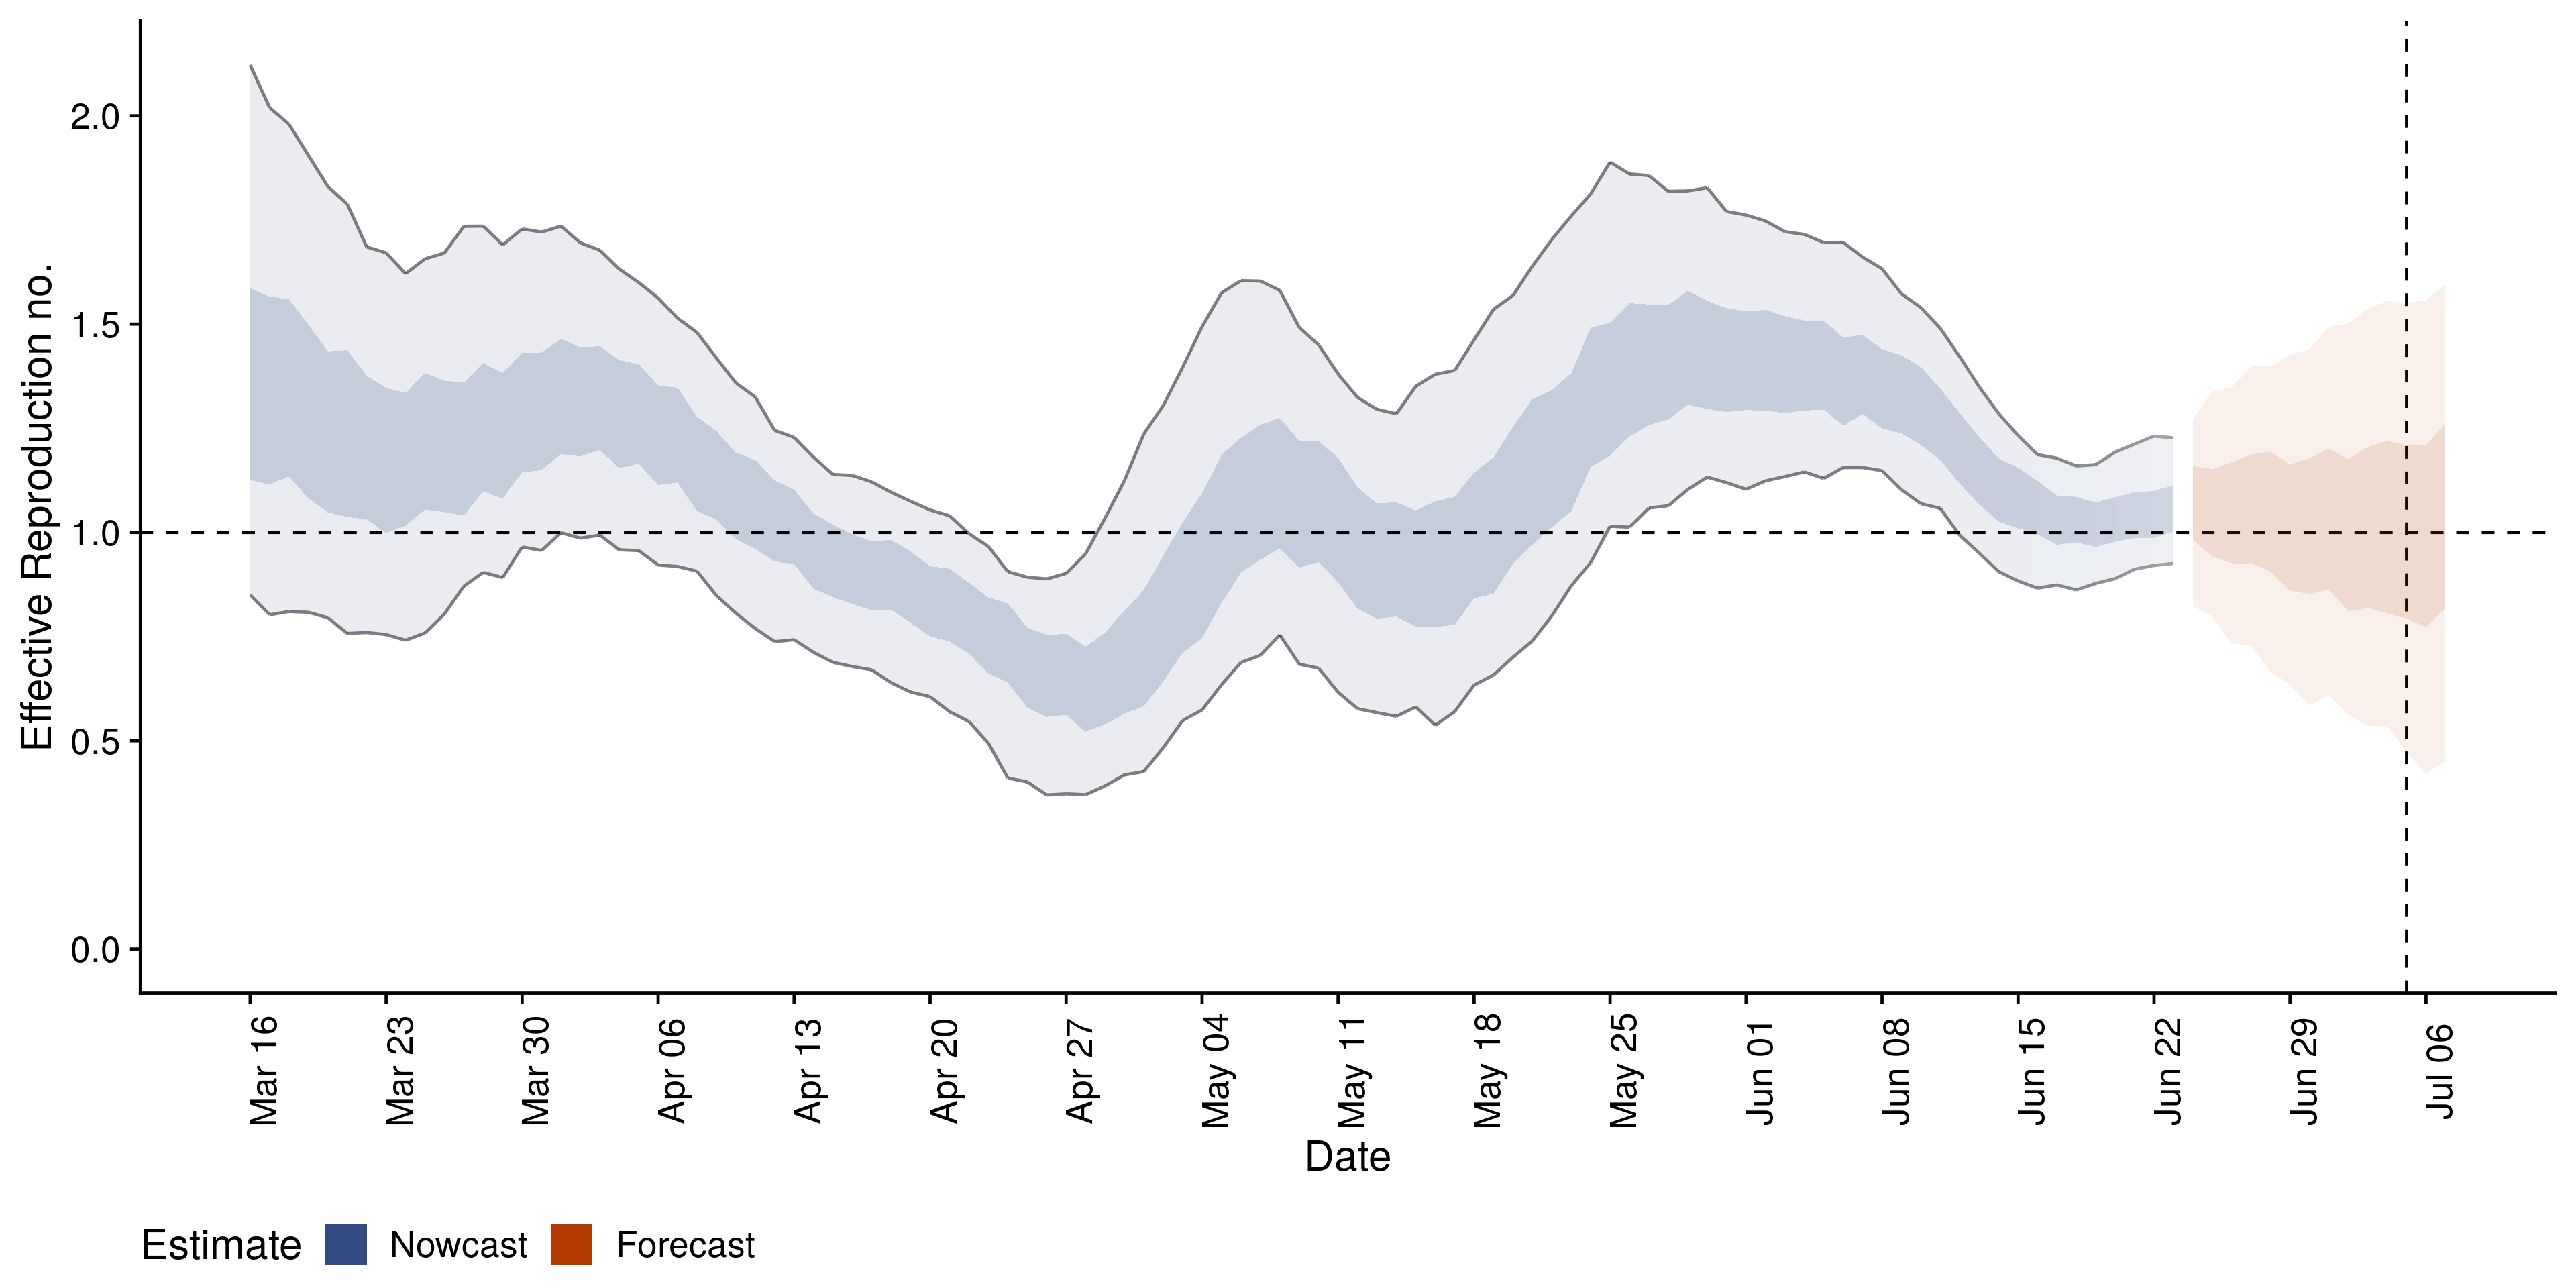 Effective Reproduction no.
2.0
1.5
1.0
0.5
0.0
Mar 16
Mar 23
Mar 30
Apr 06
Apr 13
Apr 20
Apr 27
May 04
May 11
May 18
May 25
Jun 01
Jun 08
Jun 15
Jun 22
Jun 29
Jul 06
Date
Estimate Nowcast Forecast